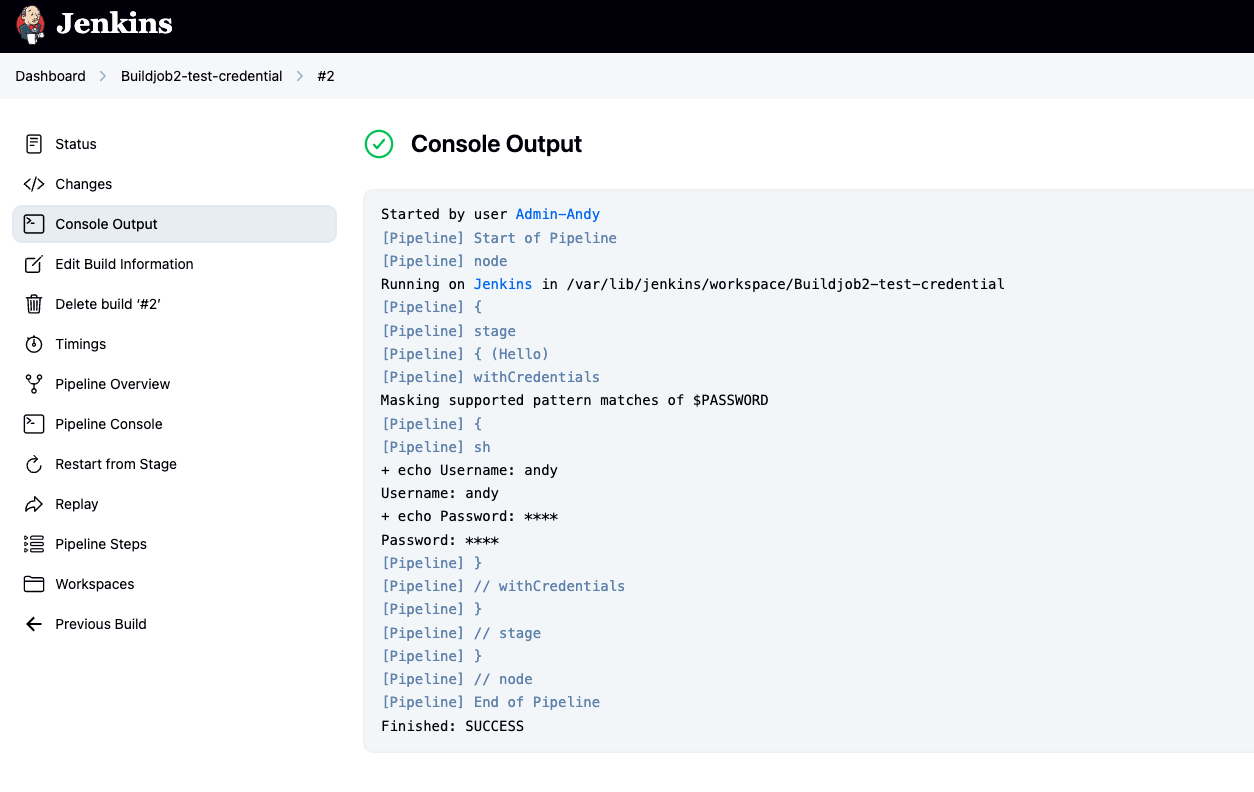 Jenkins
Dashboard > Buildjob2-test-credential > #2
Status
Changes
Console Output
Edit Build Information
Delete build ‘#2’
Timings
Pipeline Overview
Pipeline Console
Restart from Stage
Replay
Pipeline Steps
Workspaces
Previous Build
Console Output
Started by user Admin-Andy
[Pipeline] Start of Pipeline
[Pipeline] node
Running on Jenkins in /var/lib/jenkins/workspace/Buildjob2-test-credential
[Pipeline] {
[Pipeline] stage
[Pipeline] { (Hello)
[Pipeline] withCredentials
Masking supported pattern matches of $PASSWORD
[Pipeline] {
[Pipeline] sh
+ echo Username: andy
Username: andy
+ echo Password: ****
Password: ****
[Pipeline] }
[Pipeline] // withCredentials
[Pipeline] }
[Pipeline] // stage
[Pipeline] }
[Pipeline] // node
[Pipeline] End of Pipeline
Finished: SUCCESS